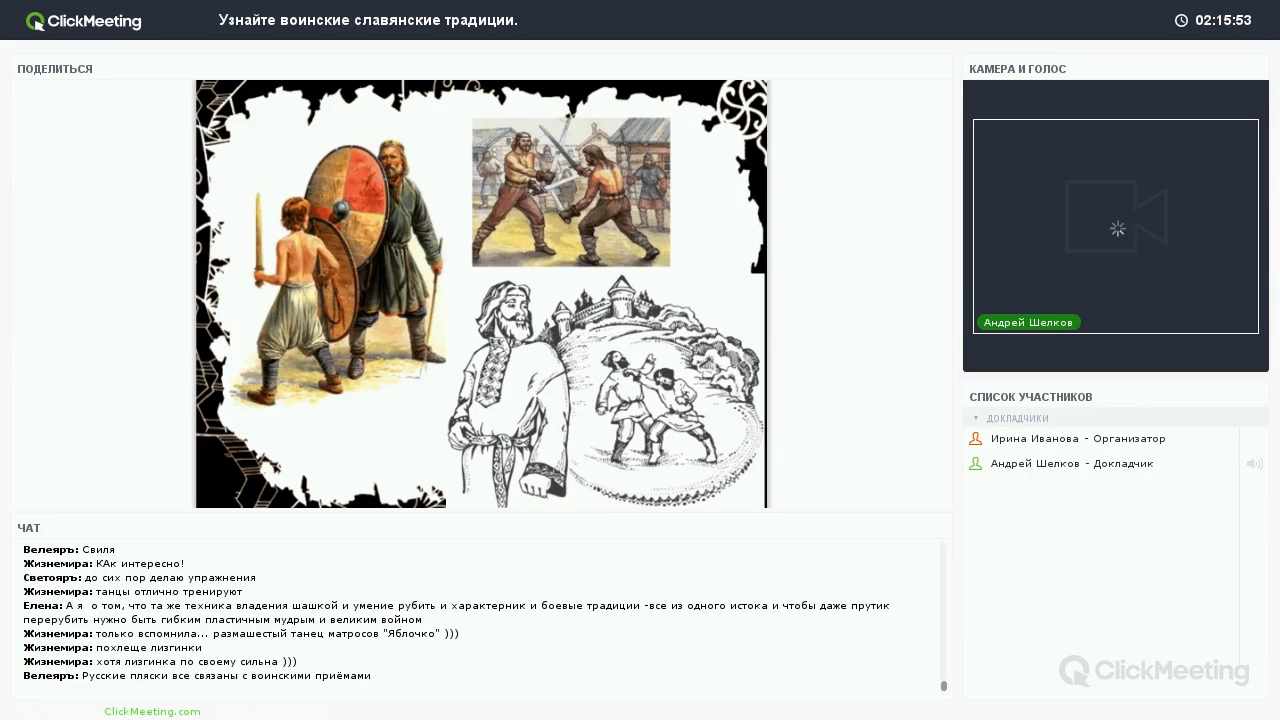 ClickMeeting
Узнайте воинские славянские традиции.
02:15:53
ПОДЕЛИТЬСЯ
КАМЕРА И ГОЛОС
Андрей Шелков
СПИСОК УЧАСТНИКОВ
ДОКЛАДЧИКИ
Ирина Иванова - Организатор
Андрей Шелков - Докладчик
ЧАТ
Велеяръ: Свиля
Жизнемира: КАк интересно!
Светояръ: до сих пор делаю упражнения
Жизнемира: танцы отлично тренируют
Елена: А я о том, что та же техника владения шашкой и умение рубить и характерник и боевые традиции -все из одного истока и чтобы даже прутик
перерубить нужно быть гибким пластичным мудрым и великим войном
Жизнемира: только вспомнила... размашестый танец матросов "Яблочко" )))
Жизнемира: похлеще лизгинки
Жизнемира: хотя лизгинка по своему сильна )))
Велеяръ: Русские пляски все связаны с воинскими приёмами
ClickMeeting
ClickMeeting.com